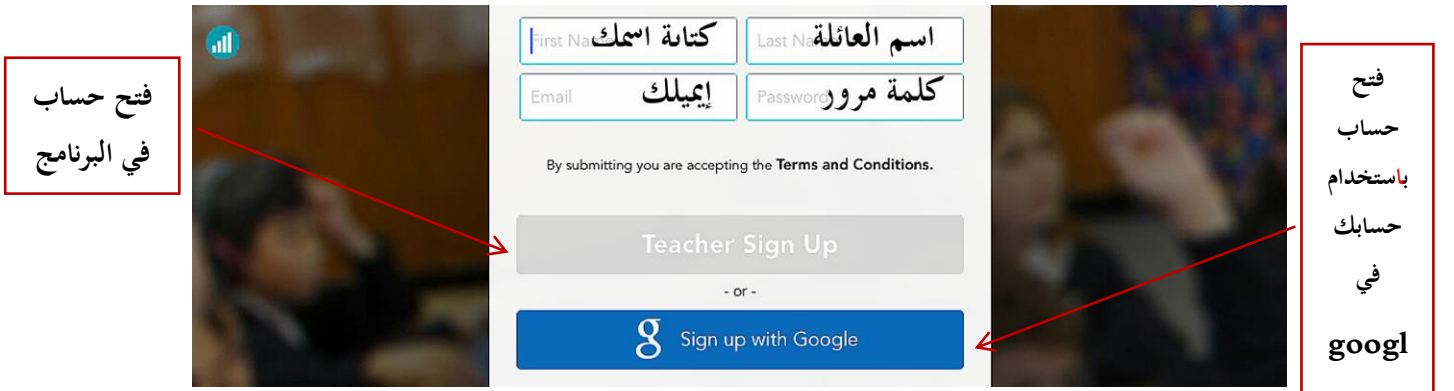 First Na كتابة اسمك
Last Na اسم العائلة
Email إيميلك
Password كلمة مرور
By submitting you are accepting the Terms and Conditions.
Teacher Sign Up
- or -
g Sign up with Google
فتح حساب
في البرنامج
فتح
حساب
باستخدام
حسابك
في
googl